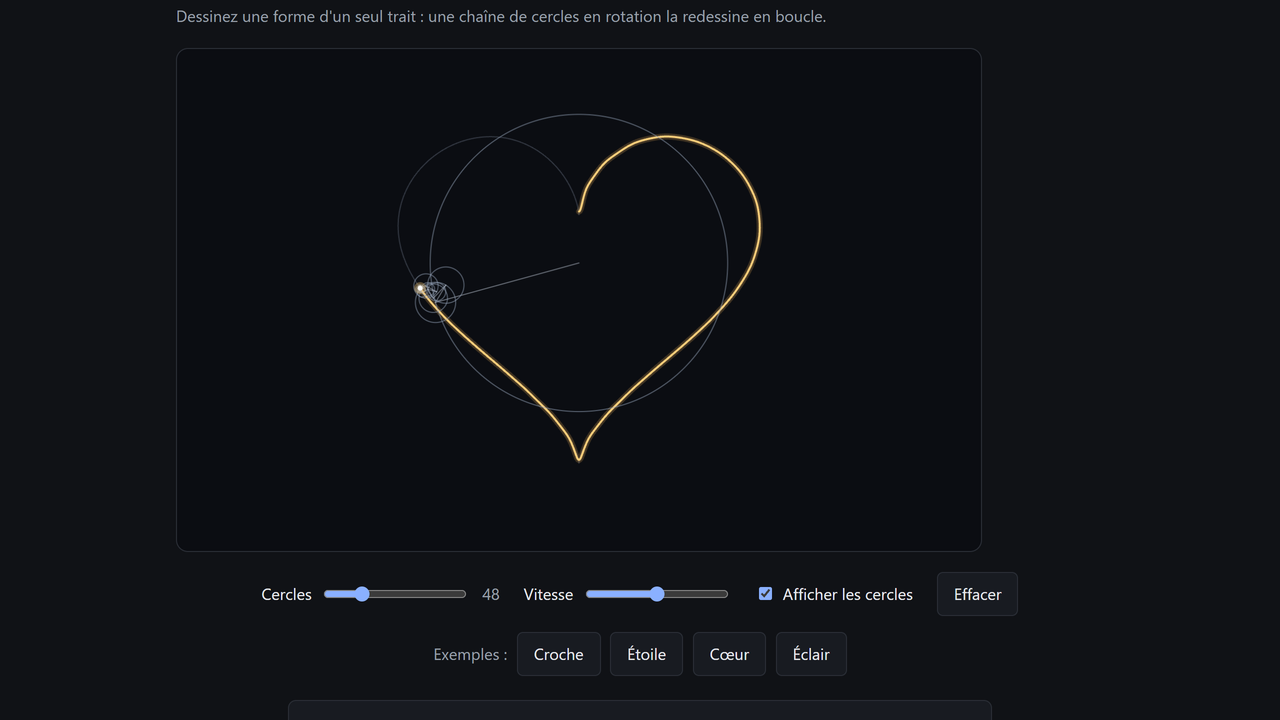 Dessinez une forme d'un seul trait : une chaîne de cercles en rotation la redessine en boucle.
Cercles 48 Vitesse Afficher les cercles Effacer
Exemples : Croche Étoile Cœur Éclair